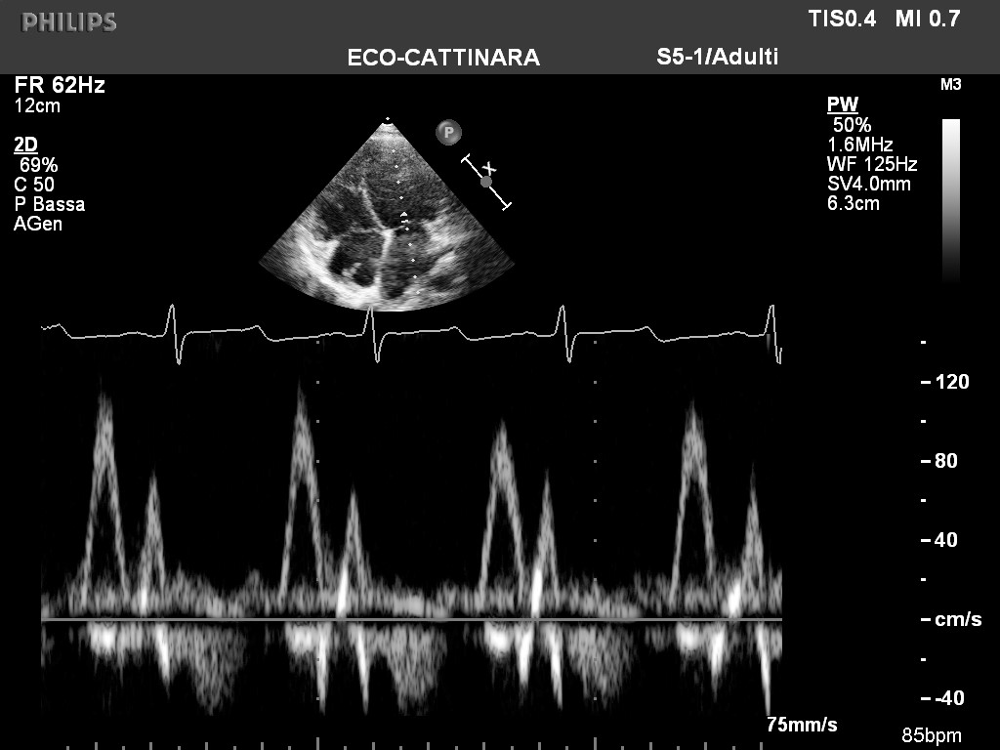 PHILIPS
TIS0.4 MI 0.7
ECO-CATTINARA
S5-1/Adulti
FR 62Hz
12cm
2D
69%
C 50
P Bassa
AGen
P
X
PW
50%
1.6MHz
WF 125Hz
SV4.0mm
6.3cm
M3
120
80
40
cm/s
-40
75mm/s
85bpm